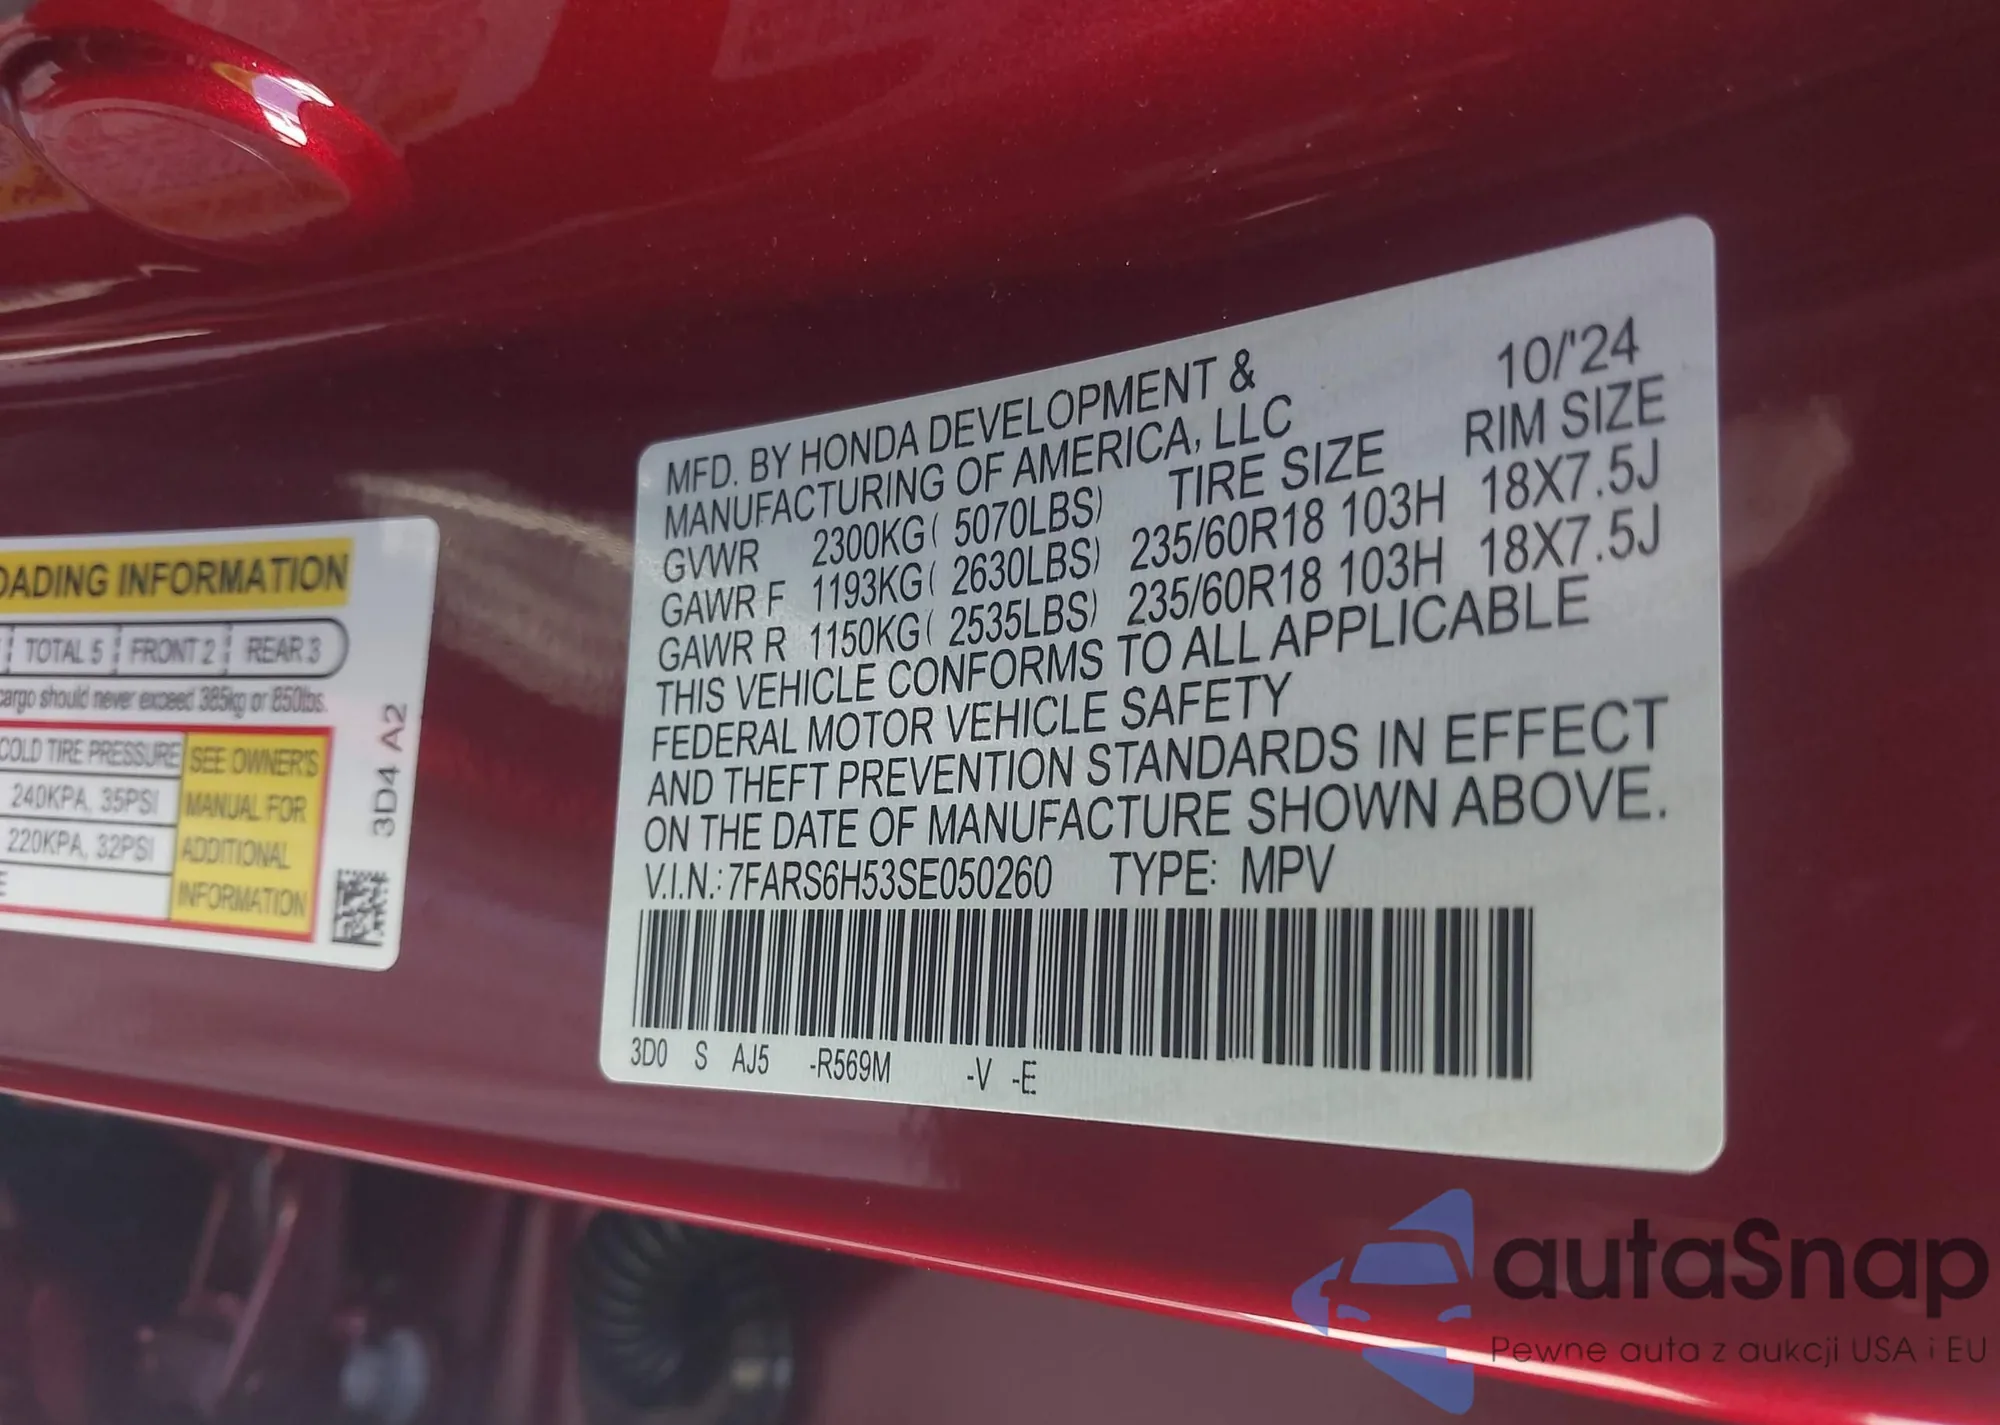 MFD. BY HONDA DEVELOPMENT & 10/'24
MANUFACTURING OF AMERICA, LLC RIM SIZE
TIRE SIZE
GVWR 2300KG( 5070LBS)
GAWR F 1193KG( 2630LBS) 235/60R18 103H 18X7.5J
GAWR R 1150KG( 2535LBS) 235/60R18 103H 18X7.5J
THIS VEHICLE CONFORMS TO ALL APPLICABLE
FEDERAL MOTOR VEHICLE SAFETY
AND THEFT PREVENTION STANDARDS IN EFFECT
ON THE DATE OF MANUFACTURE SHOWN ABOVE.
V.I.N.: 7FARS6H53SE050260 TYPE: MPV
3D0 S AJ5 -R569M -V -E
INFORMATION
TOTAL 5 FRONT 2 REAR 3
cargo should never exceed 385kg or 850lbs.
COLD TIRE PRESSURE
240KPA, 35PSI
220KPA, 32PSI
SEE OWNER'S
MANUAL FOR
ADDITIONAL
INFORMATION
3D4 A2
autaSnap
Pewne auta z aukcji USA i EU